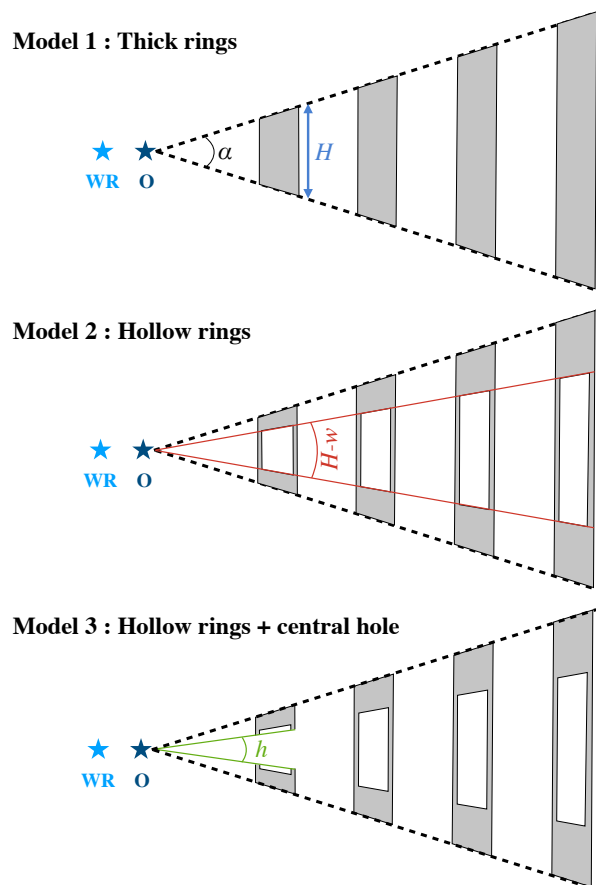 Model 1 : Thick rings
α
H
WR
O
Model 2 : Hollow rings
H-w
WR
O
Model 3 : Hollow rings + central hole
h
WR
O